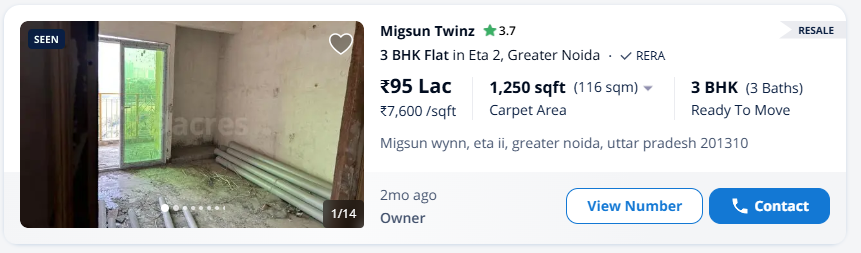 SEEN
acres
1/14
Migsun Twinz ★ 3.7
RESALE
3 BHK Flat in Eta 2, Greater Noida · ✓ RERA
₹95 Lac
₹7,600 /sqft
1,250 sqft (116 sqm)
Carpet Area
3 BHK (3 Baths)
Ready To Move
Migsun wynn, eta ii, greater noida, uttar pradesh 201310
2mo ago
Owner
View Number
Contact